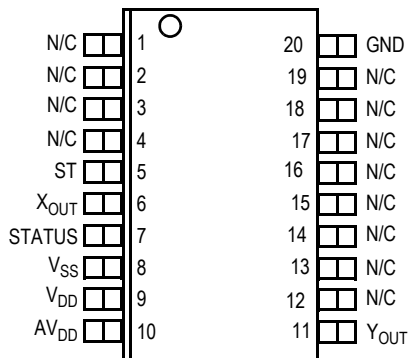 N/C 1 20 GND
N/C 2 19 N/C
N/C 3 18 N/C
N/C 4 17 N/C
ST 5 16 N/C
XOUT 6 15 N/C
STATUS 7 14 N/C
VSS 8 13 N/C
VDD 9 12 N/C
AVDD 10 11 YOUT